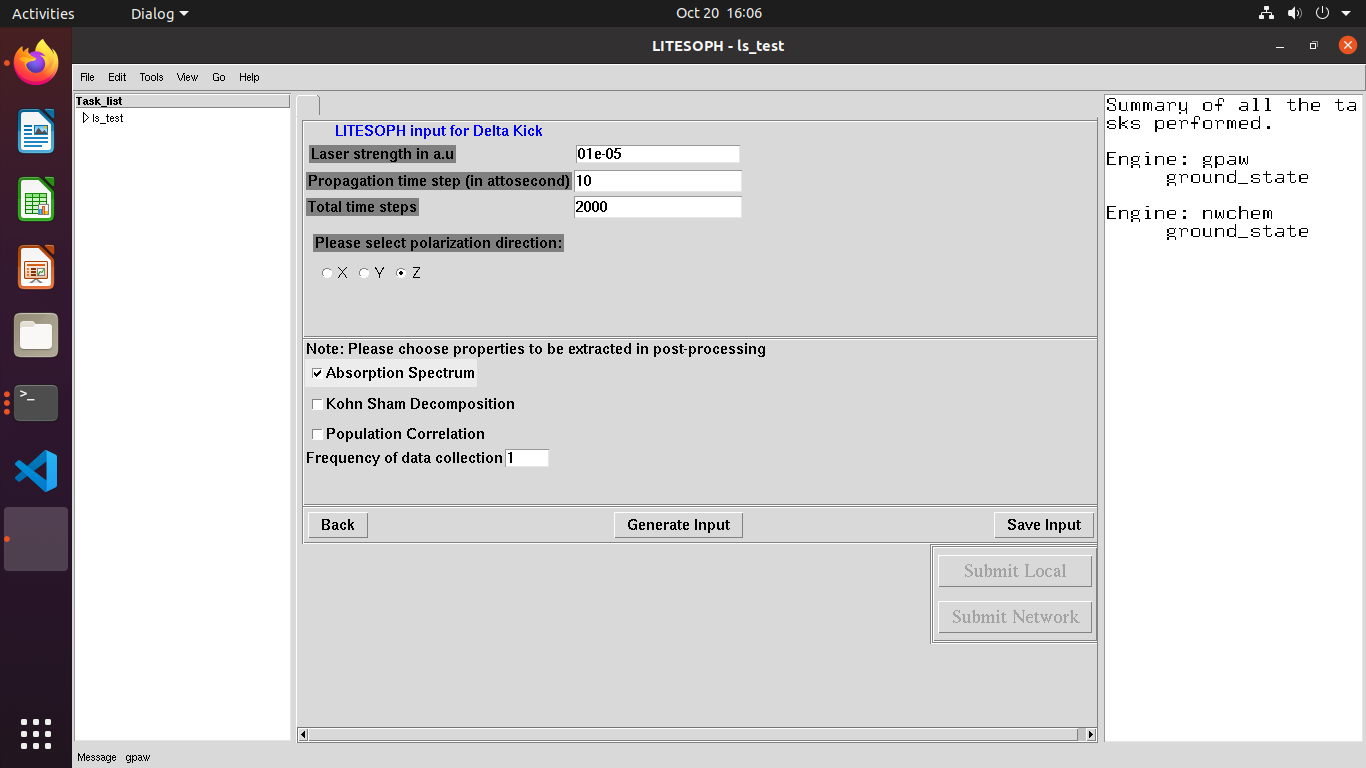 Activities Dialog Oct 20 16:06
LITESOPH - ls_test
File Edit Tools View Go Help
Task_list
ls_test
LITESOPH input for Delta Kick
Laser strength in a.u 01e-05
Propagation time step (in attosecond) 10
Total time steps 2000
Please select polarization direction:
X Y Z
Note: Please choose properties to be extracted in post-processing
Absorption Spectrum
Kohn Sham Decomposition
Population Correlation
Frequency of data collection 1
Back Generate Input Save Input
Submit Local
Submit Network
Summary of all the ta
sks performed.
Engine: gpaw
ground_state
Engine: nwchem
ground_state
>_
Message gpaw